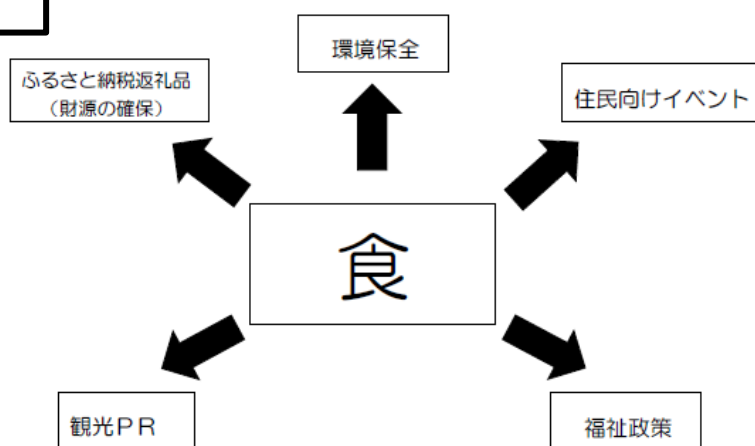 環境保全
ふるさと納税返礼品
（財源の確保）
住民向けイベント
食
観光ＰＲ
福祉政策